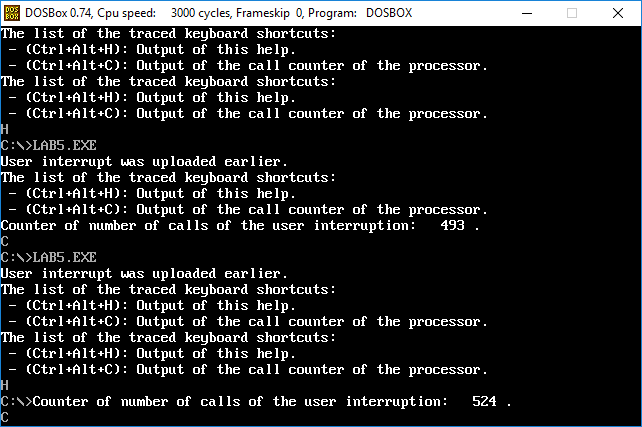 DOS
BOX
DOSBox 0.74, Cpu speed:    3000 cycles, Frameskip  0, Program:   DOSBOX
The list of the traced keyboard shortcuts:
 - (Ctrl+Alt+H): Output of this help.
 - (Ctrl+Alt+C): Output of the call counter of the processor.
The list of the traced keyboard shortcuts:
 - (Ctrl+Alt+H): Output of this help.
 - (Ctrl+Alt+C): Output of the call counter of the processor.
H
C:\>LAB5.EXE
User interrupt was uploaded earlier.
The list of the traced keyboard shortcuts:
 - (Ctrl+Alt+H): Output of this help.
 - (Ctrl+Alt+C): Output of the call counter of the processor.
Counter of number of calls of the user interruption:   493 .
C
C:\>LAB5.EXE
User interrupt was uploaded earlier.
The list of the traced keyboard shortcuts:
 - (Ctrl+Alt+H): Output of this help.
 - (Ctrl+Alt+C): Output of the call counter of the processor.
The list of the traced keyboard shortcuts:
 - (Ctrl+Alt+H): Output of this help.
 - (Ctrl+Alt+C): Output of the call counter of the processor.
H
C:\>Counter of number of calls of the user interruption:   524 .
C